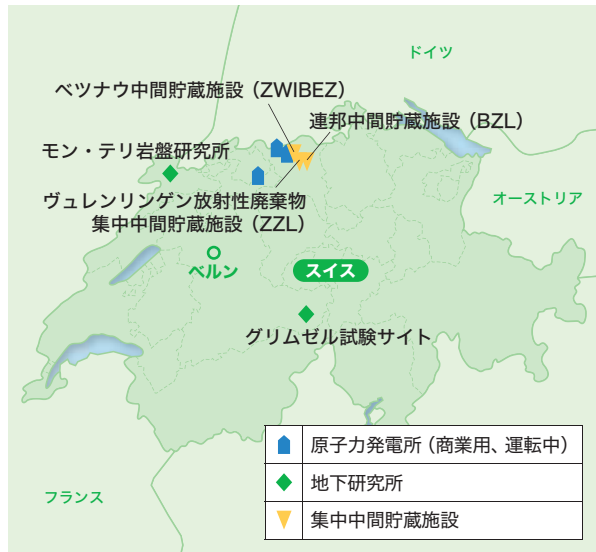 ドイツ
ベツナウ中間貯蔵施設（ZWIBEZ）
連邦中間貯蔵施設（BZL）
モン・テリ岩盤研究所
ヴュレンリンゲン放射性廃棄物
集中中間貯蔵施設（ZZL）
オーストリア
ベルン
スイス
グリムゼル試験サイト
フランス
原子力発電所（商業用、運転中）
地下研究所
集中中間貯蔵施設